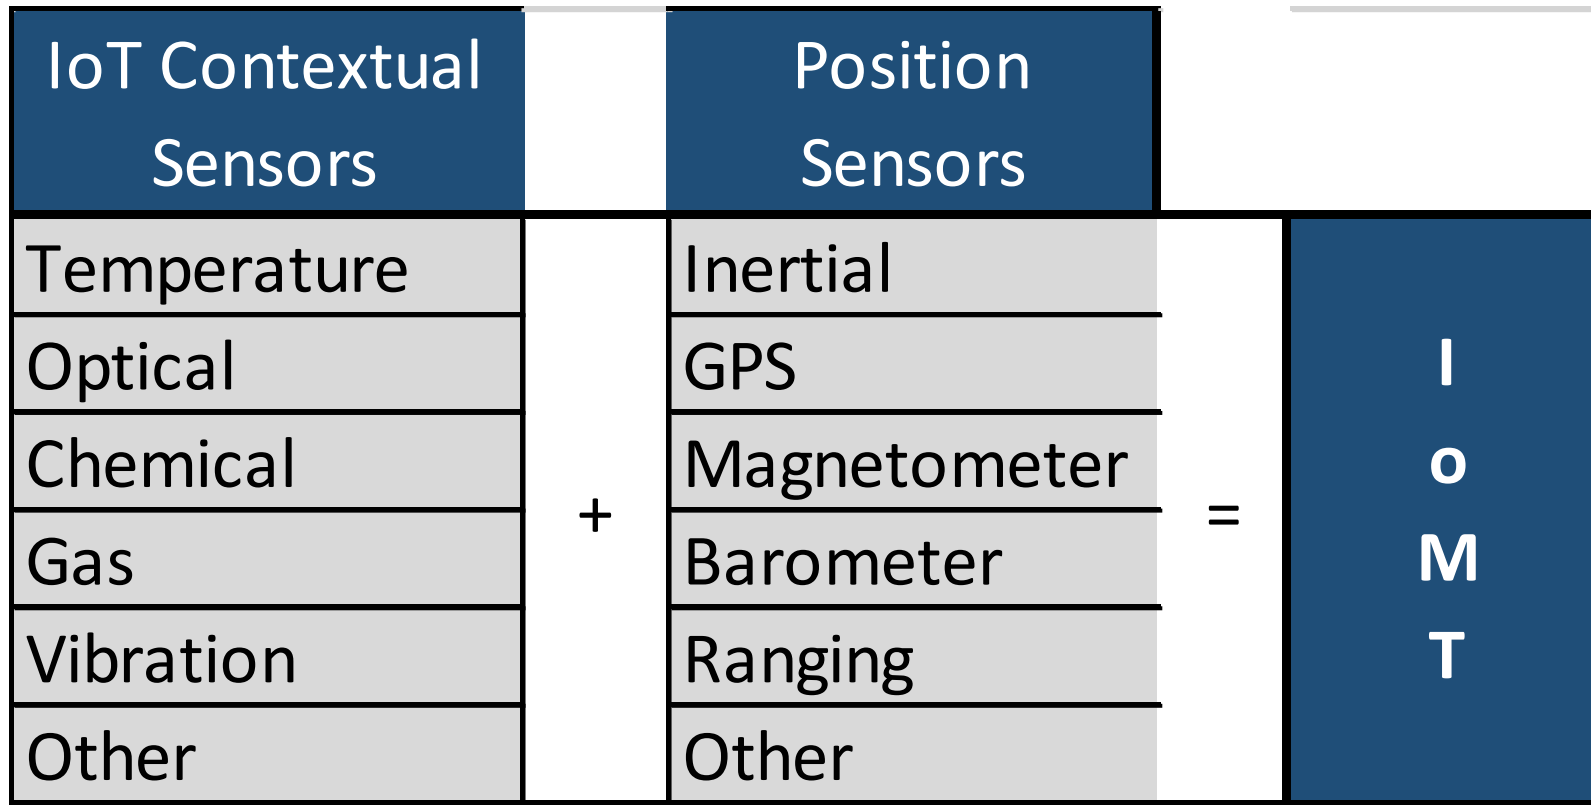 IoT Contextual
Sensors
Temperature
Optical
Chemical
Gas
Vibration
Other
+
Position
Sensors
Inertial
GPS
Magnetometer
Barometer
Ranging
Other
=
I
o
M
T